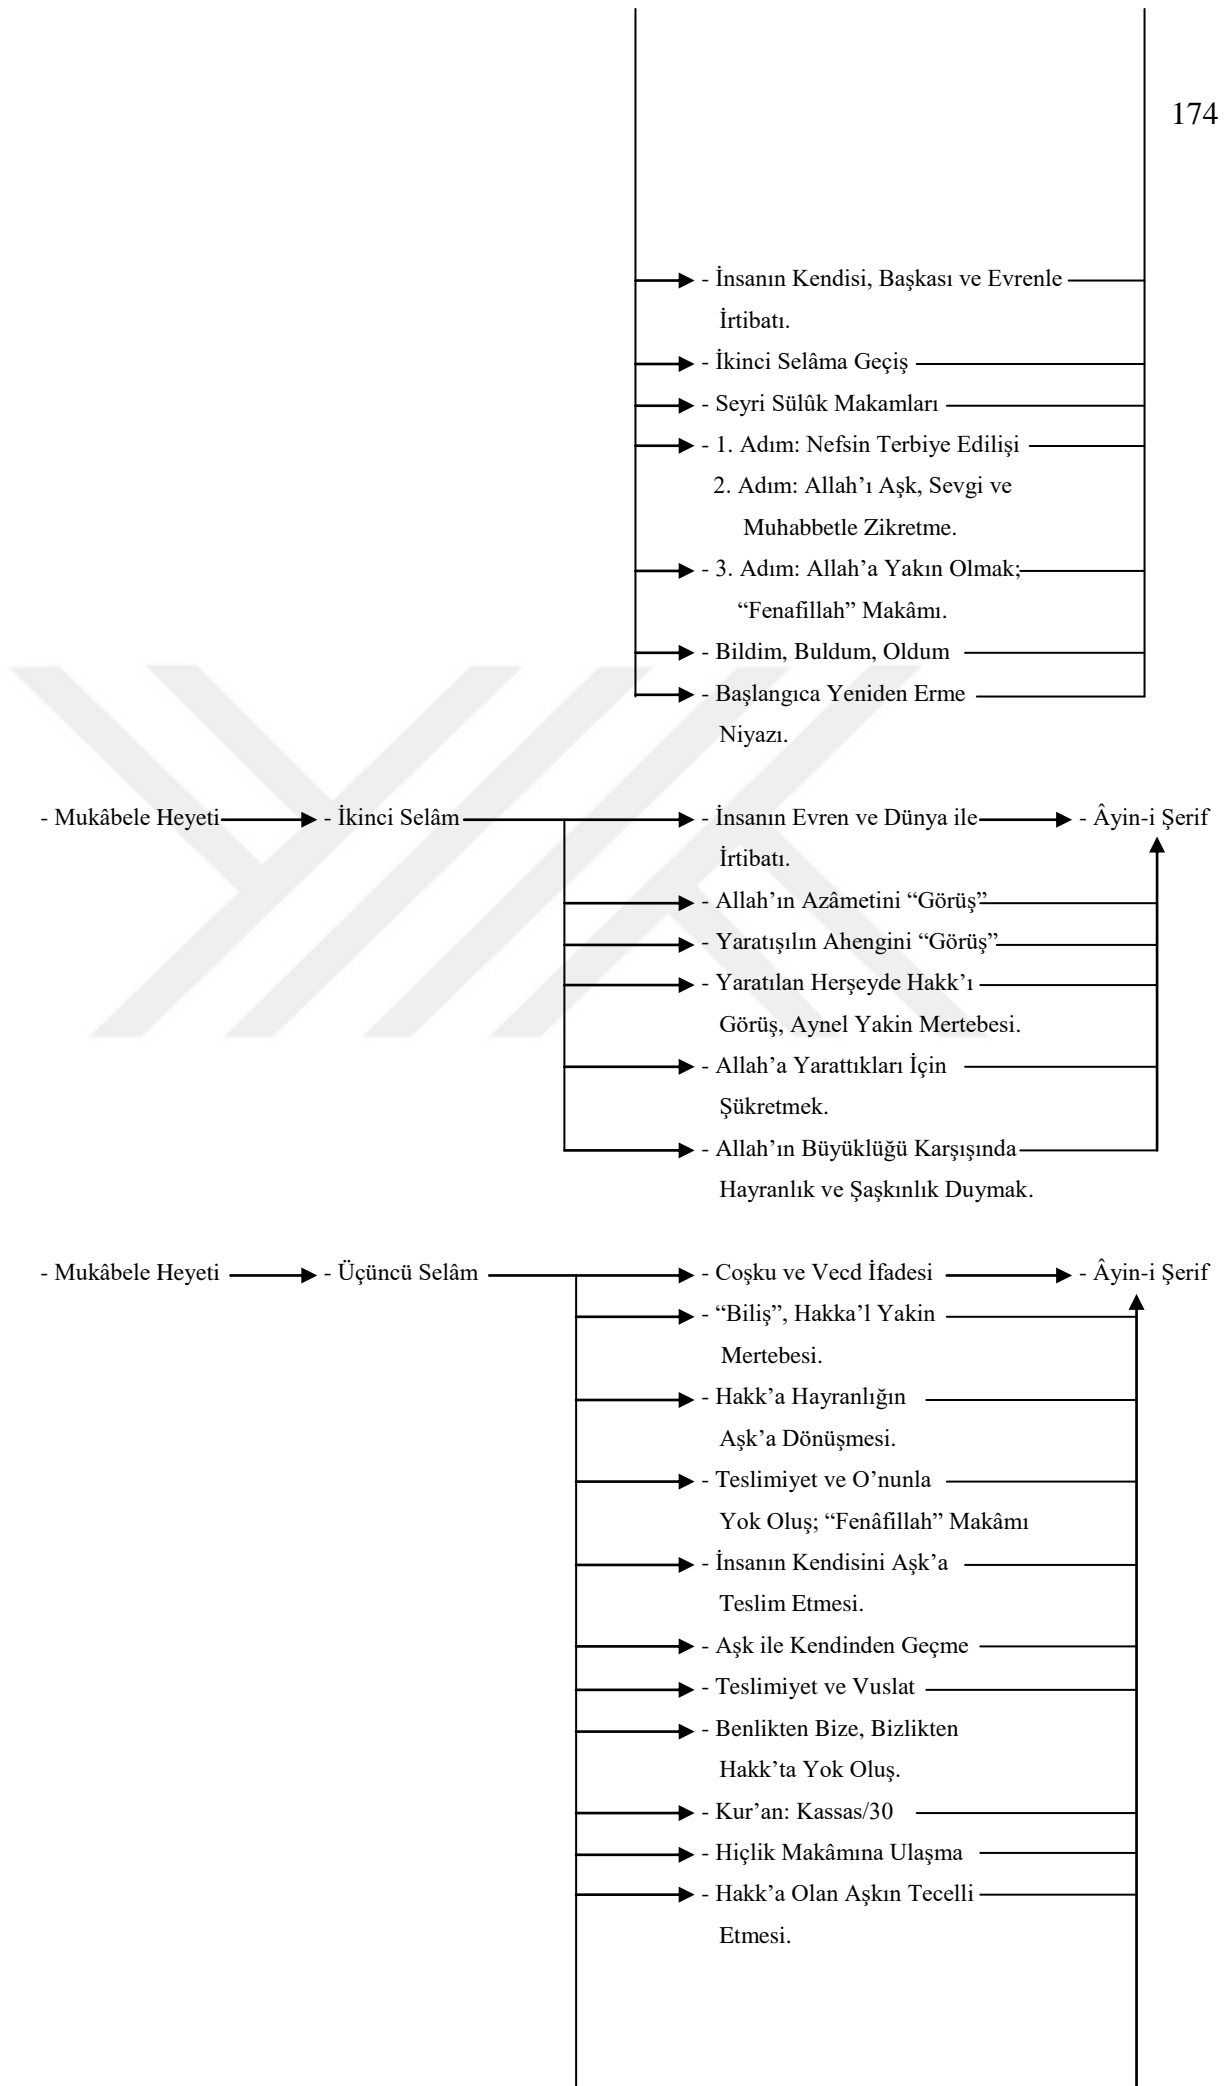 174
- İnsanın Kendisi, Başkası ve Evrenle
İrtibatı.
- İkinci Selâma Geçiş
- Seyri Sülûk Makamları
- 1. Adım: Nefsin Terbiye Edilişi
2. Adım: Allah’ı Aşk, Sevgi ve
Muhabbetle Zikretme.
- 3. Adım: Allah’a Yakın Olmak;
“Fenafillah” Makâmı.
- Bildim, Buldum, Oldum
- Başlangıca Yeniden Erme
Niyazı.
- Mukâbele Heyeti - İkinci Selâm - İnsanın Evren ve Dünya ile - Âyin-i Şerif
İrtibatı.
- Allah’ın Azâmetini “Görüş”
- Yaratışılın Ahengini “Görüş”
- Yaratılan Herşeyde Hakk’ı
Görüş, Aynel Yakin Mertebesi.
- Allah’a Yarattıkları İçin
Şükretmek.
- Allah’ın Büyüklüğü Karşışında
Hayranlık ve Şaşkınlık Duymak.
- Mukâbele Heyeti - Üçüncü Selâm - Coşku ve Vecd İfadesi - Âyin-i Şerif
- “Biliş”, Hakka’l Yakin
Mertebesi.
- Hakk’a Hayranlığın
Aşk’a Dönüşmesi.
- Teslimiyet ve O’nunla
Yok Oluş; “Fenâfillah” Makâmı
- İnsanın Kendisini Aşk’a
Teslim Etmesi.
- Aşk ile Kendinden Geçme
- Teslimiyet ve Vuslat
- Benlikten Bize, Bizlikten
Hakk’ta Yok Oluş.
- Kur’an: Kassas/30
- Hiçlik Makâmına Ulaşma
- Hakk’a Olan Aşkın Tecelli
Etmesi.